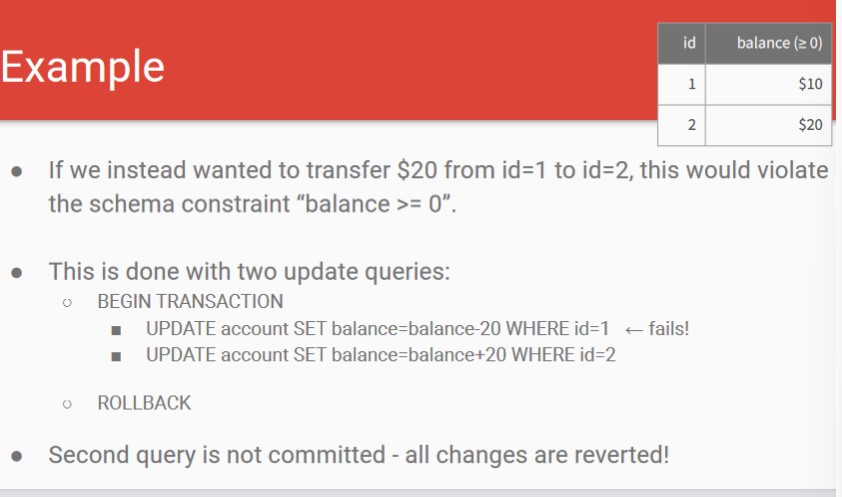 Example
id balance (≥ 0)
1 $10
2 $20
● If we instead wanted to transfer $20 from id=1 to id=2, this would violate
the schema constraint “balance >= 0”.
● This is done with two update queries:
○ BEGIN TRANSACTION
■ UPDATE account SET balance=balance-20 WHERE id=1 ← fails!
■ UPDATE account SET balance=balance+20 WHERE id=2
○ ROLLBACK
● Second query is not committed - all changes are reverted!